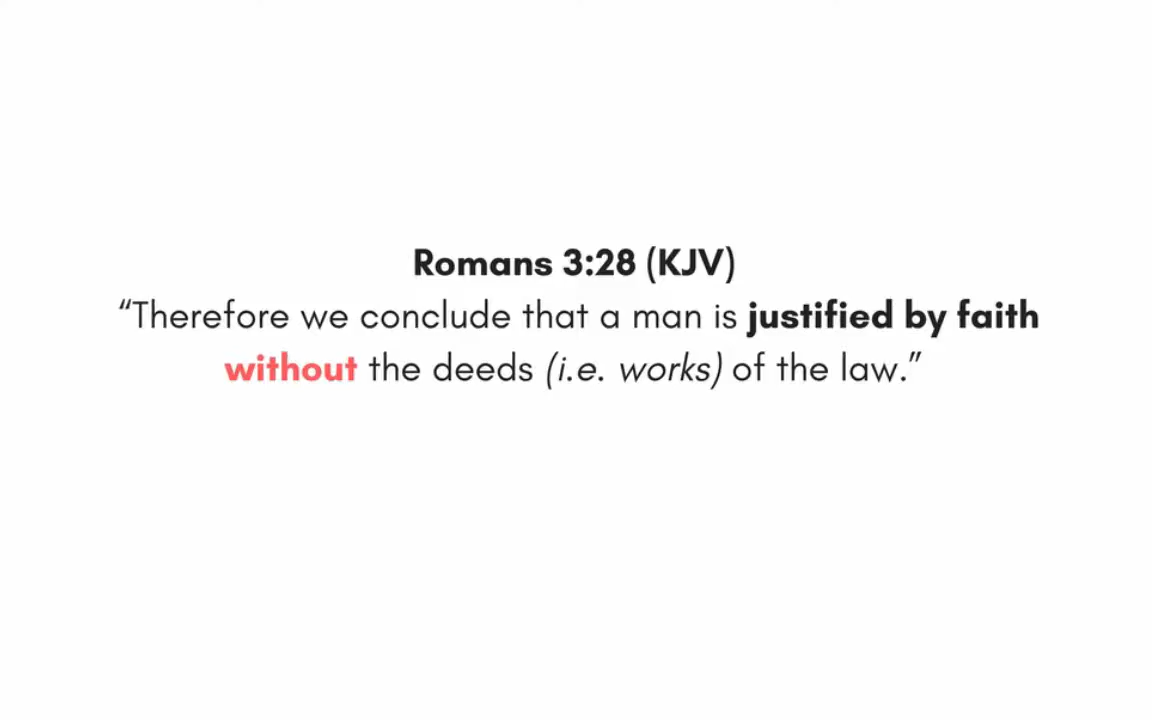 Romans 3:28 (KJV)
“Therefore we conclude that a man is justified by faith
without the deeds (i.e. works) of the law.”